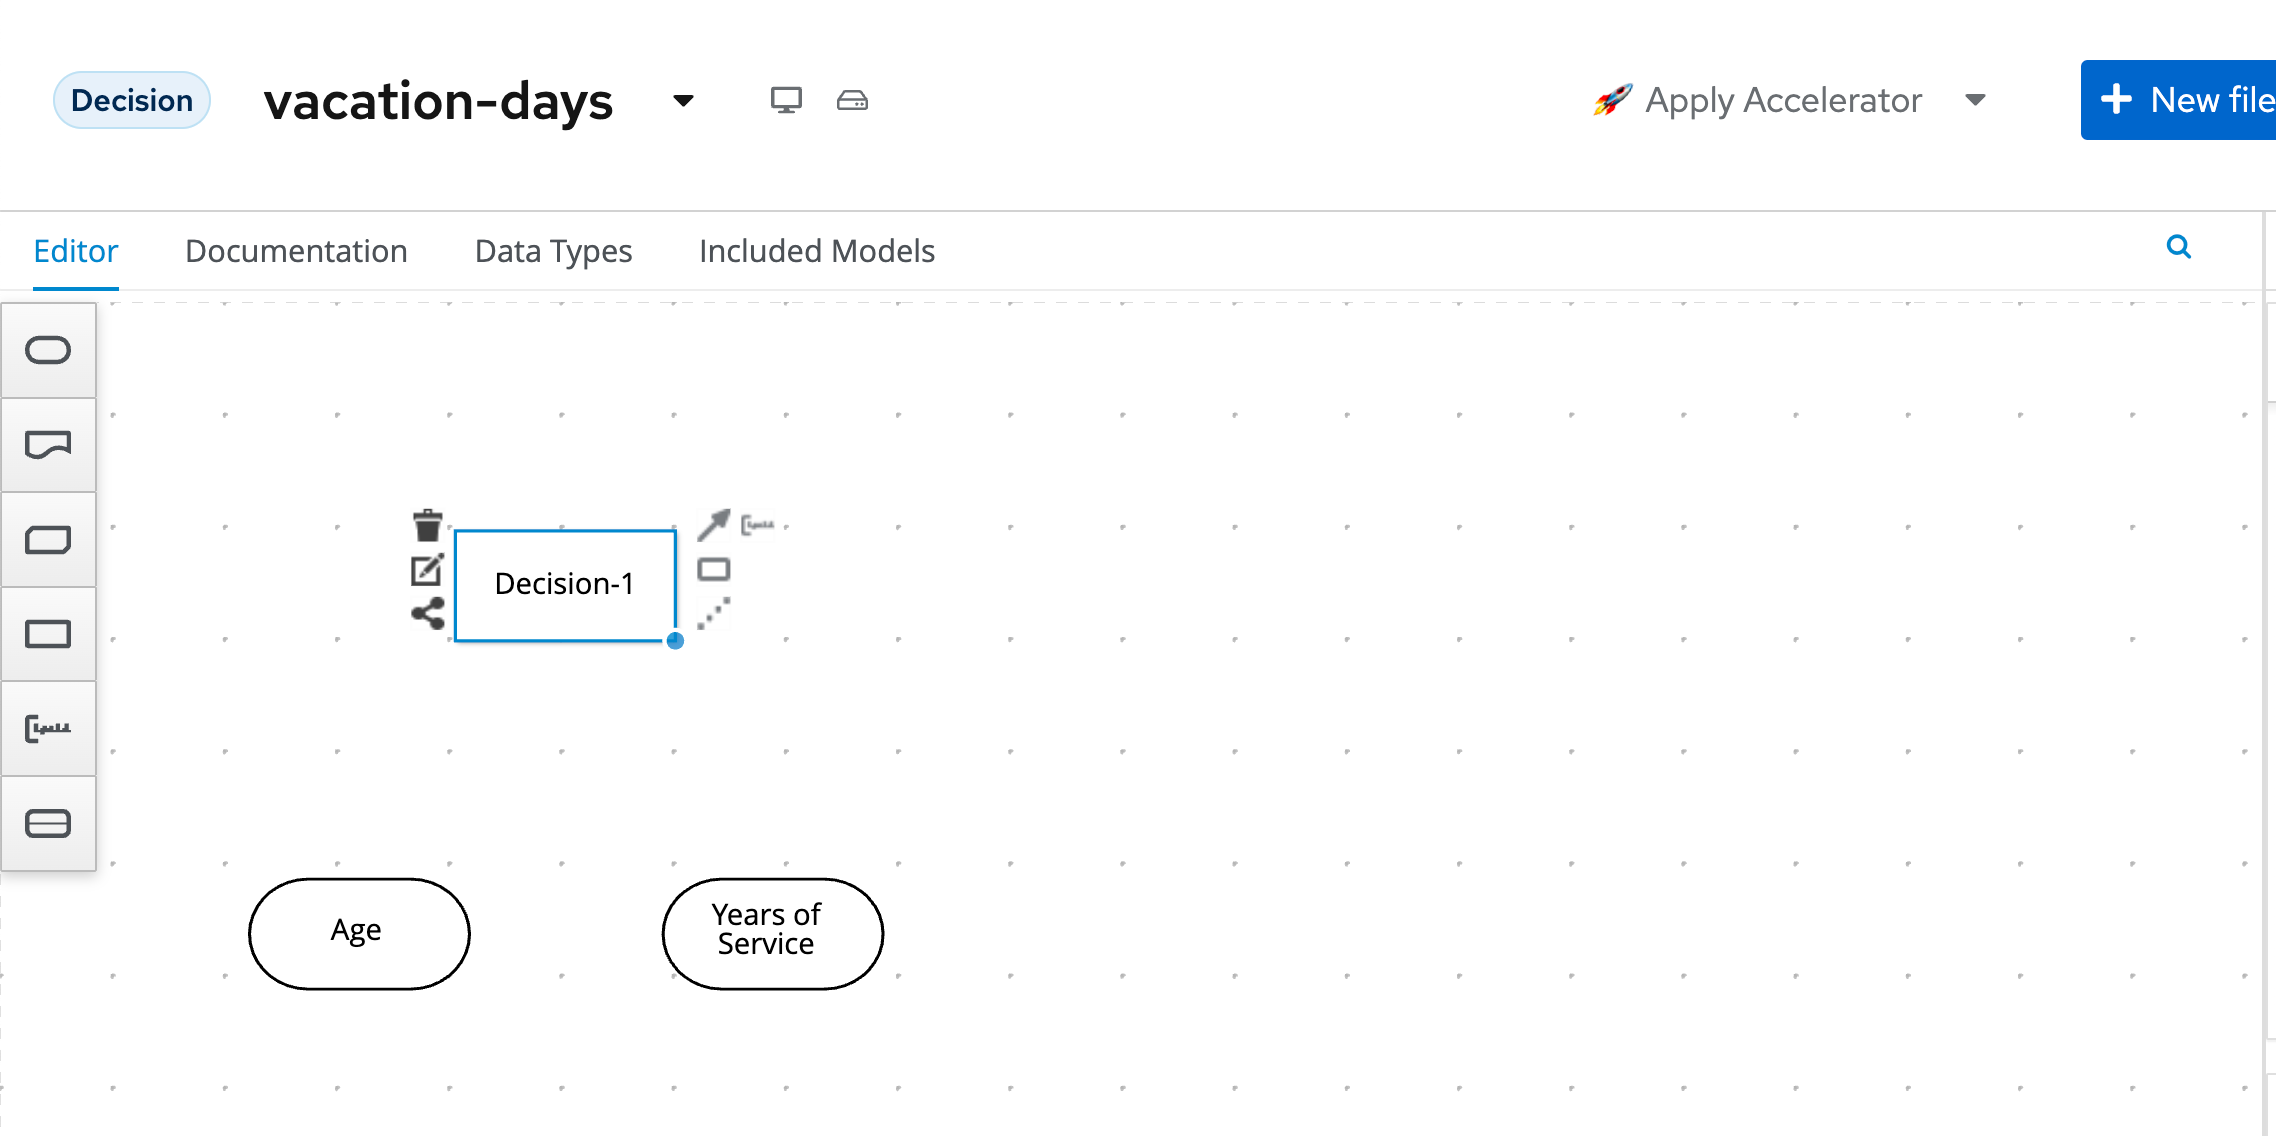 Decision
vacation-days
Apply Accelerator
New file
Editor
Documentation
Data Types
Included Models
Decision-1
Age
Years of
Service